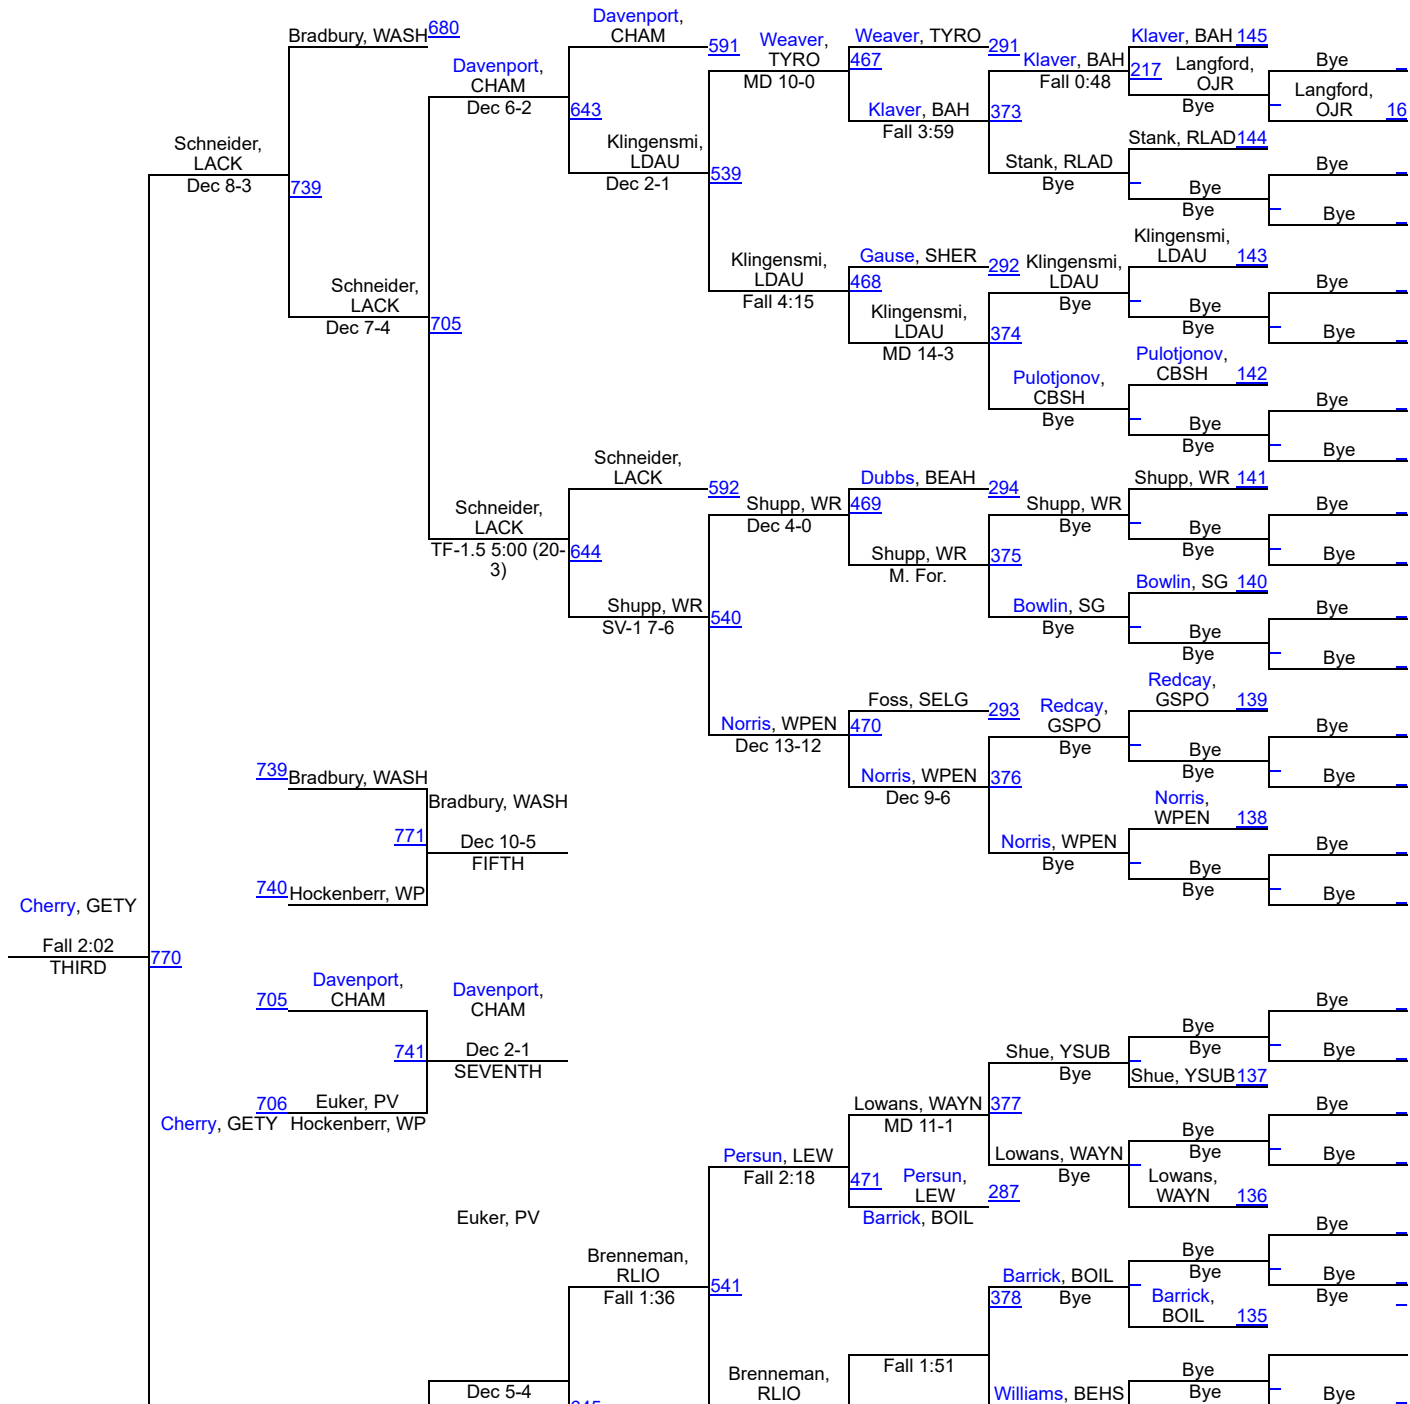 Davenport,
CHAM
Bradbury, WASH 680
591
Weaver,
TYRO
MD 10-0
Weaver, TYRO 291
467
Klaver, BAH
Fall 0:48
Klaver, BAH 145
217
Langford,
OJR
Bye
Bye
Langford,
OJR 16
Davenport,
CHAM
Dec 6-2
643
Klaver, BAH
Fall 3:59
373
Stank, RLAD 144
Schneider,
LACK
Dec 8-3
739
Klingensmi,
LDAU
Dec 2-1
539
Stank, RLAD
Bye
Bye
Bye
Bye
Bye
Klingensmi,
LDAU
Fall 4:15
Gause, SHER 292
468
Klingensmi,
LDAU
Bye
Klingensmi,
LDAU 143
Bye
Bye
Bye
Bye
Schneider,
LACK
Dec 7-4
705
Klingensmi,
LDAU
MD 14-3
374
Pulotjonov,
CBSH
Bye
Pulotjonov,
CBSH 142
Bye
Bye
Bye
Bye
Schneider,
LACK
592
Shupp, WR
Dec 4-0
Dubbs, BEAH 294
469
Shupp, WR
Bye
Shupp, WR 141
Bye
Bye
Bye
Bye
Schneider,
LACK
TF-1.5 5:00 (20-
3)
644
Shupp, WR
M. For.
375
Shupp, WR
SV-1 7-6
540
Bowlin, SG
Bye
Bowlin, SG 140
Bye
Bye
Bye
Bye
Norris, WPEN
Dec 13-12
Foss, SELG 293
470
Redcay,
GSPO
Bye
Redcay,
GSPO 139
Bye
Bye
Bye
Bye
Norris, WPEN
Dec 9-6
376
Norris, WPEN
Bye
Norris,
WPEN 138
Bye
Bye
Bye
Bye
739 Bradbury, WASH
Bradbury, WASH
771
Dec 10-5
FIFTH
740 Hockenberr, WP
Cherry, GETY
Fall 2:02
THIRD
770
705
Davenport,
CHAM
Davenport,
CHAM
741
Dec 2-1
SEVENTH
706 Euker, PV
Cherry, GETY Hockenberr, WP
Bye
Bye
Bye
Bye
Shue, YSUB
Bye
Shue, YSUB 137
Lowans, WAYN 377
MD 11-1
Bye
Bye
Bye
Bye
Lowans, WAYN
Bye
Lowans,
WAYN 136
Persun, LEW
Fall 2:18
471
Persun,
LEW 287
Barrick, BOIL
Euker, PV
Brenneman,
RLIO
Fall 1:36
541
Bye
Bye
Bye
Bye
Bye
Barrick, BOIL
378 Bye
Barrick,
BOIL 135
Fall 1:51
Brenneman,
RLIO
Dec 5-4
Williams, BEHS
Bye
Bye
Bye